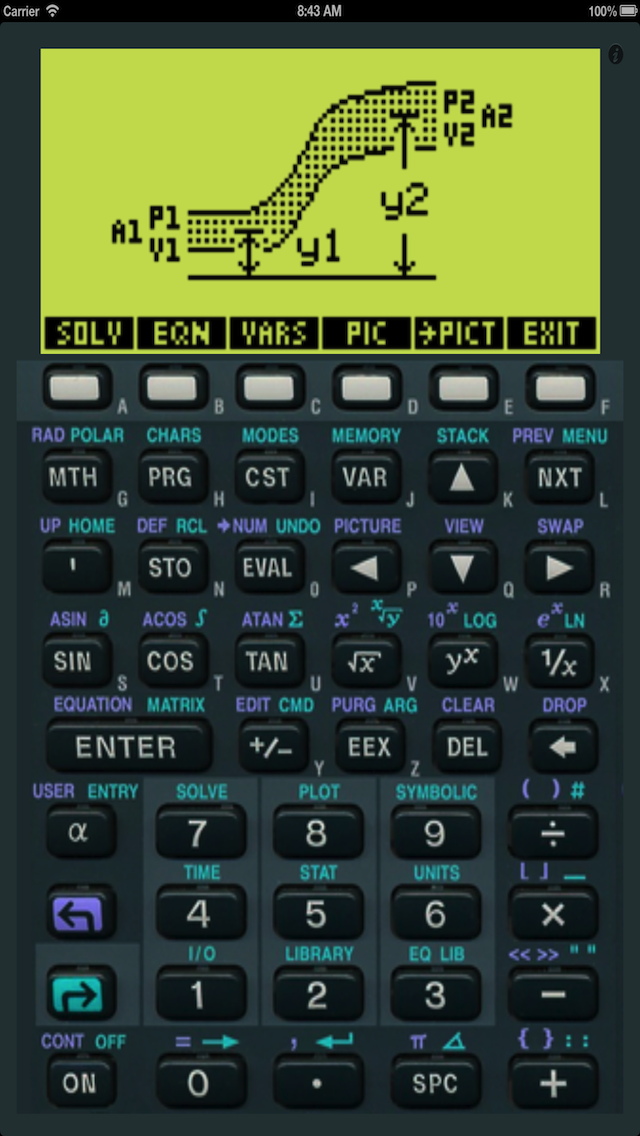 Carrier 8:43 AM 100%
i
P2
A2
V2
y2
P1
A1
V1
y1
SOLV EQN VARS PIC →PICT EXIT
A B C D E F
RAD POLAR CHARS MODES MEMORY STACK PREV MENU
MTH G PRG H CST I VAR J ▲ K NXT L
UP HOME DEF RCL →NUM UNDO PICTURE VIEW SWAP
' M STO N EVAL O ◀ P ▼ Q ▶ R
ASIN ∂ ACOS ∫ ATAN Σ x² ˣ√y 10ˣ LOG eˣ LN
SIN S COS T TAN U √x V yˣ W 1/x X
EQUATION MATRIX EDIT CMD PURG ARG CLEAR DROP
ENTER +/− Y EEX Z DEL ←
USER ENTRY SOLVE PLOT SYMBOLIC ( ) #
α 7 8 9 ÷
TIME STAT UNITS [ ] _
4 5 6 ×
I/O LIBRARY EQ LIB << >> " "
1 2 3 −
CONT OFF = → , ↵ π ∠ { } : :
ON 0 . SPC +